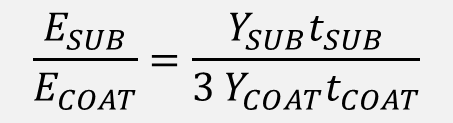 E_SUB / E_COAT = Y_SUB t_SUB / 3 Y_COAT t_COAT